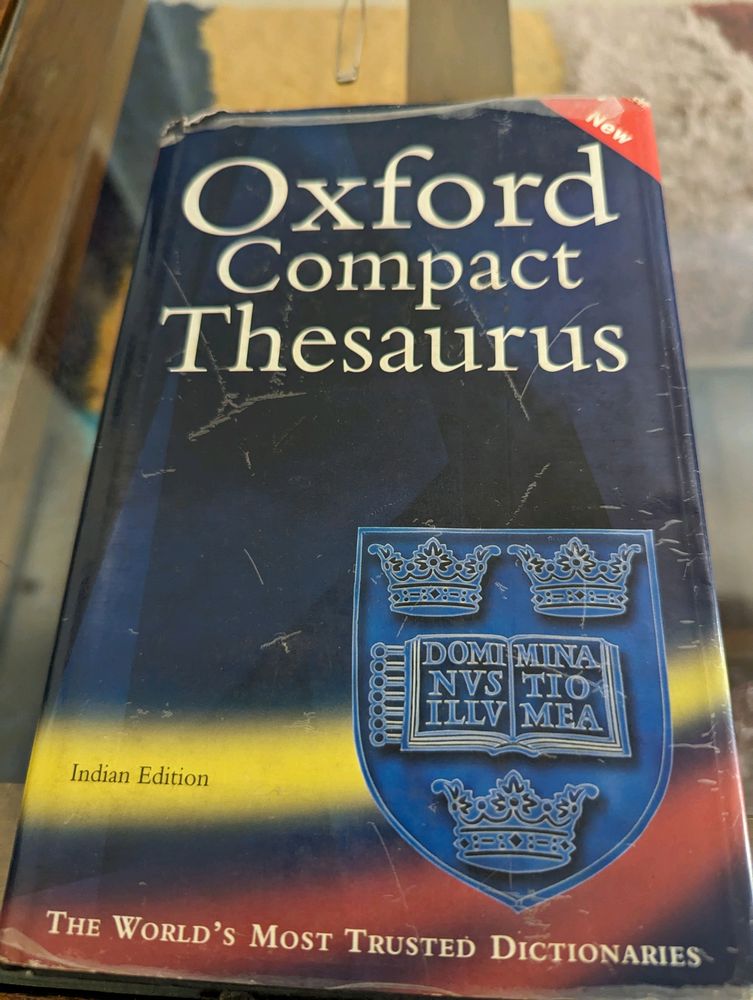 New
Oxford
Compact
Thesaurus
DOMI MINA
NVS TIO
ILLV MEA
Indian Edition
THE WORLD'S MOST TRUSTED DICTIONARIES